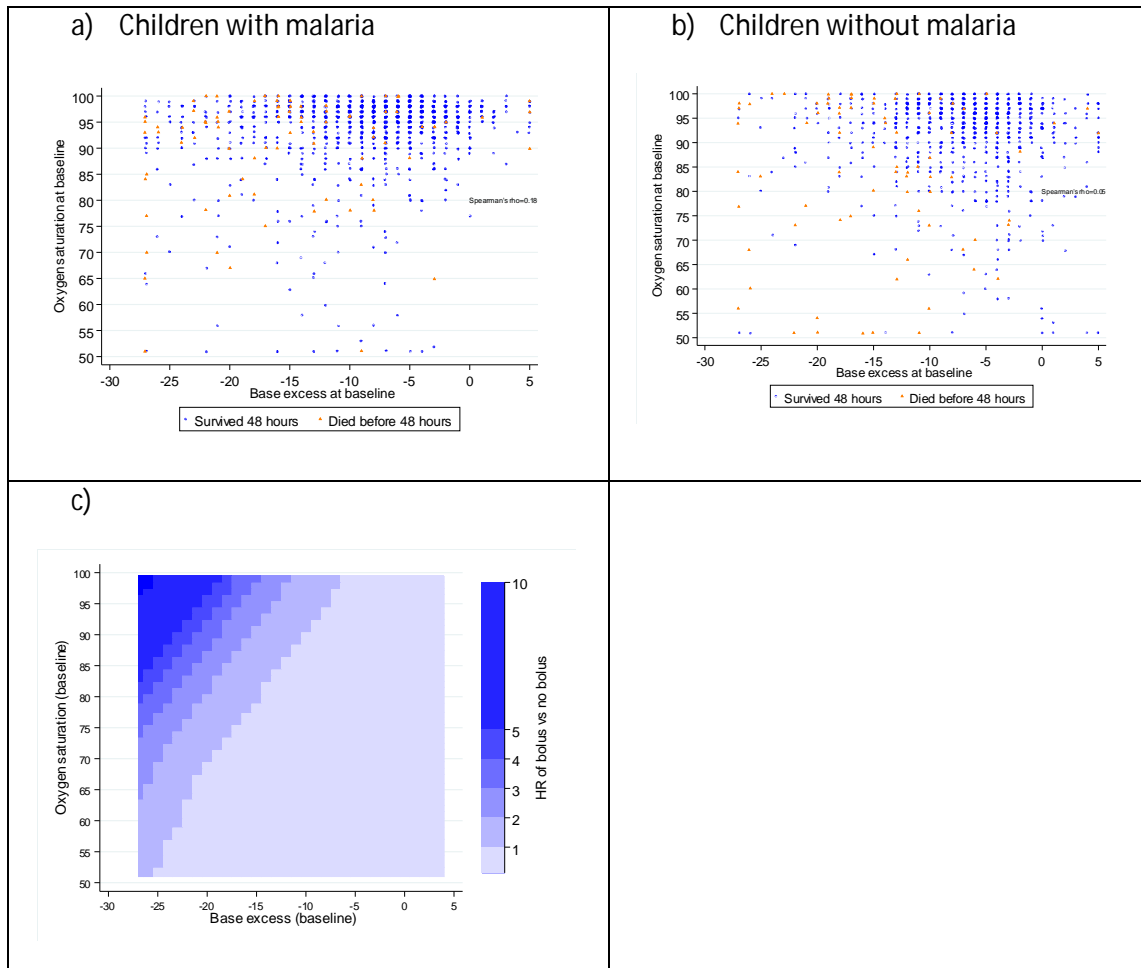 a) Children with malaria
100
95
90
85
80
75
70
65
60
55
50
Oxygen saturation at baseline
Spearman's rho=0.18
-30 -25 -20 -15 -10 -5 0 5
Base excess at baseline
Survived 48 hours Died before 48 hours
b) Children without malaria
100
95
90
85
80
75
70
65
60
55
50
Oxygen saturation at baseline
Spearman's rho=0.05
-30 -25 -20 -15 -10 -5 0 5
Base excess at baseline
Survived 48 hours Died before 48 hours
c)
100
95
90
85
80
75
70
65
60
55
50
Oxygen saturation (baseline)
-30 -25 -20 -15 -10 -5 0 5
Base excess (baseline)
10
5
4
3
2
1
HR of bolus vs no bolus